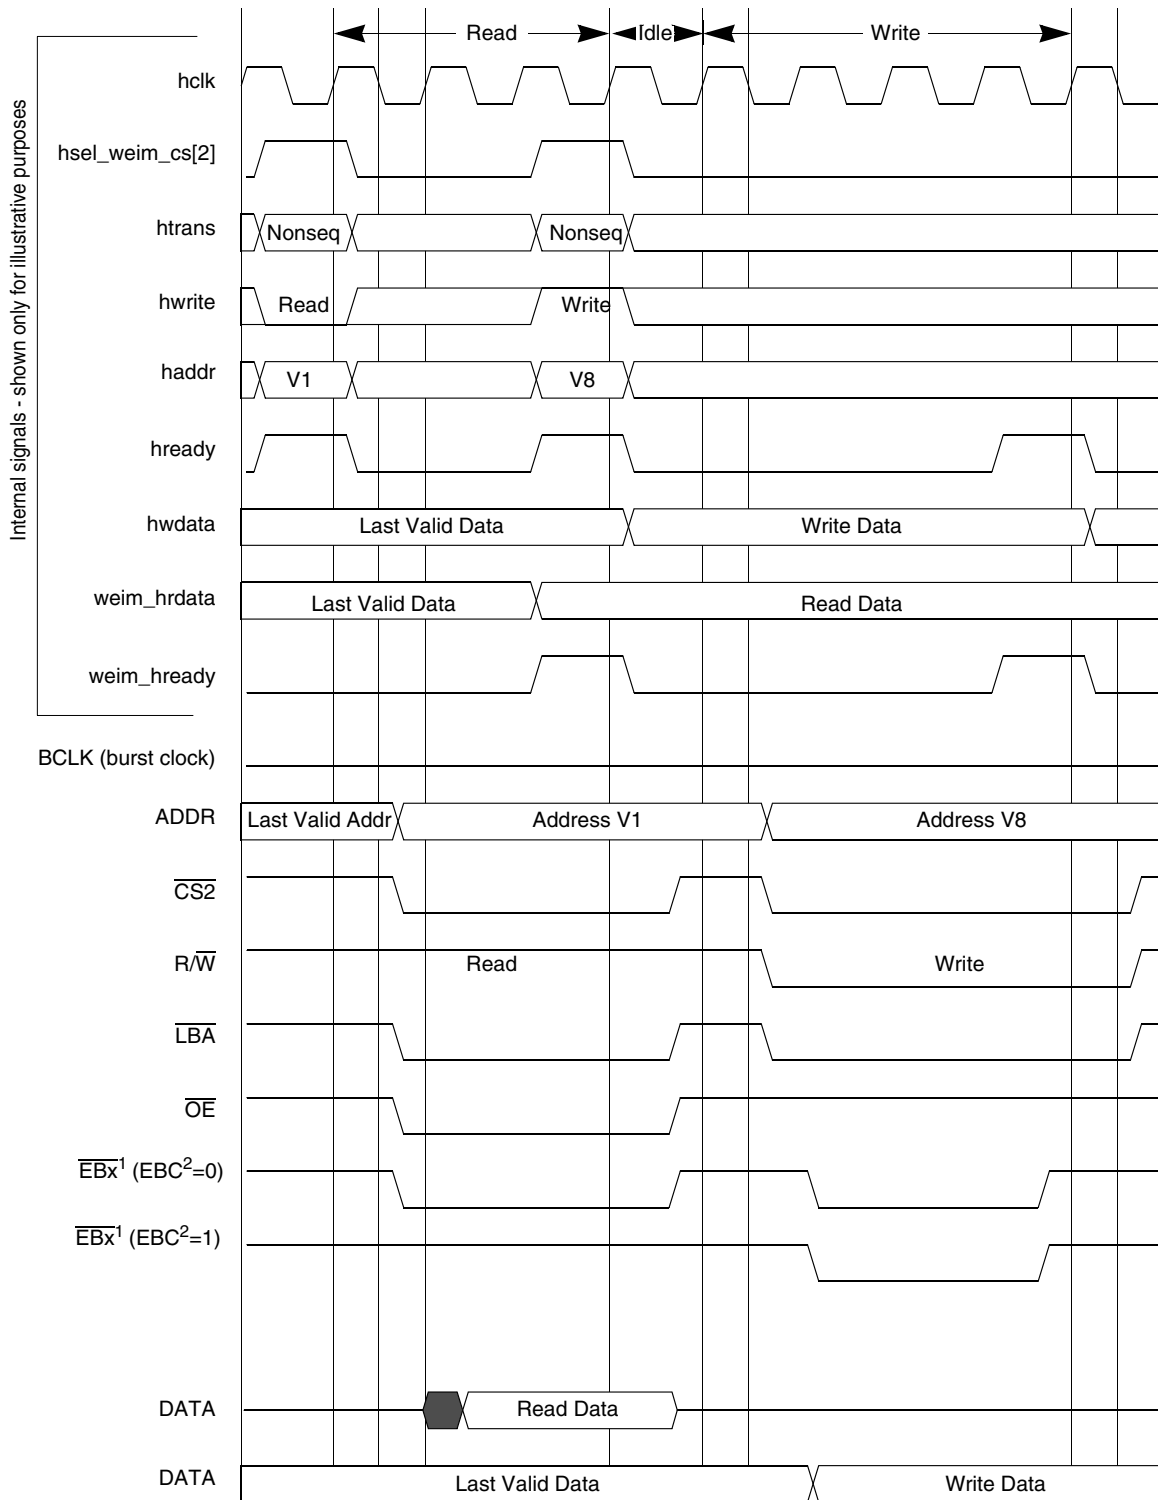 Read Idle Write
Internal signals - shown only for illustrative purposes
hclk
hsel_weim_cs[2]
htrans Nonseq Nonseq
hwrite Read Write
haddr V1 V8
hready
hwdata Last Valid Data Write Data
weim_hrdata Last Valid Data Read Data
weim_hready
BCLK (burst clock)
ADDR Last Valid Addr Address V1 Address V8
CS2
R/W Read Write
LBA
OE
EBx1 (EBC2=0)
EBx1 (EBC2=1)
DATA Read Data
DATA Last Valid Data Write Data